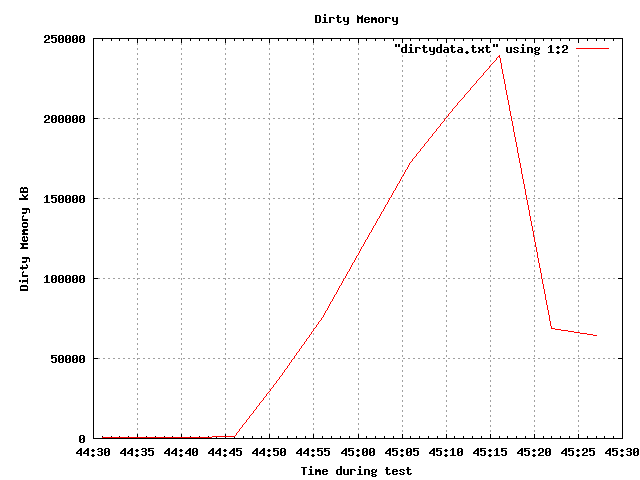 Dirty Memory
"dirtydata.txt" using 1:2
250000
200000
150000
100000
50000
0
Dirty Memory kB
44:30 44:35 44:40 44:45 44:50 44:55 45:00 45:05 45:10 45:15 45:20 45:25 45:30
Time during test